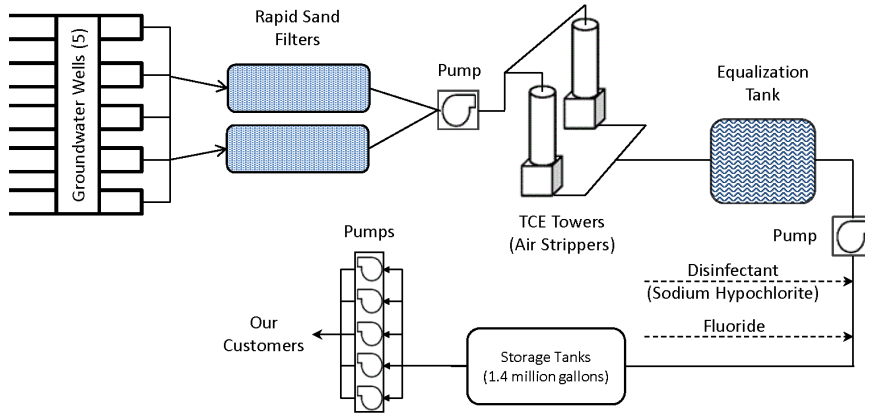 Groundwater Wells (5)
Rapid Sand
Filters
Pump
TCE Towers
(Air Strippers)
Equalization
Tank
Pump
Disinfectant
(Sodium Hypochlorite)
Fluoride
Storage Tanks
(1.4 million gallons)
Pumps
Our
Customers